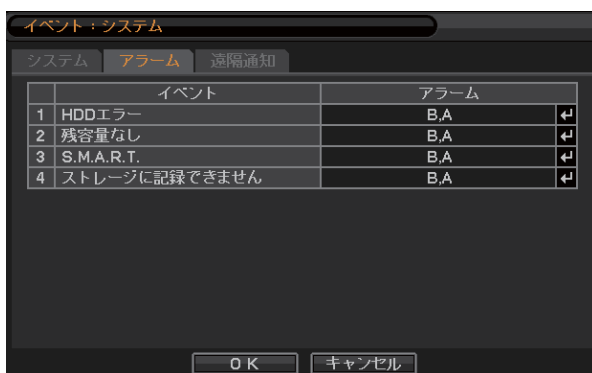 イベント：システム
システム アラーム 遠隔通知
イベント アラーム
1 HDDエラー B,A
2 残容量なし B,A
3 S.M.A.R.T. B,A
4 ストレージに記録できません B,A
OK キャンセル